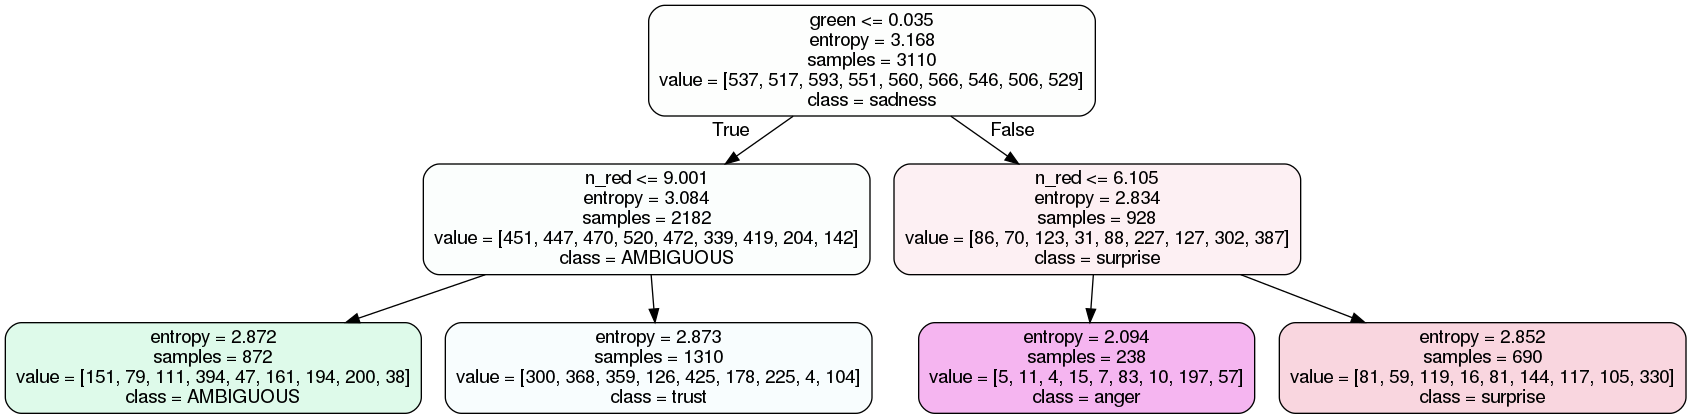 green <= 0.035
entropy = 3.168
samples = 3110
value = [537, 517, 593, 551, 560, 566, 546, 506, 529]
class = sadness
True
False
n_red <= 9.001
entropy = 3.084
samples = 2182
value = [451, 447, 470, 520, 472, 339, 419, 204, 142]
class = AMBIGUOUS
n_red <= 6.105
entropy = 2.834
samples = 928
value = [86, 70, 123, 31, 88, 227, 127, 302, 387]
class = surprise
entropy = 2.872
samples = 872
value = [151, 79, 111, 394, 47, 161, 194, 200, 38]
class = AMBIGUOUS
entropy = 2.873
samples = 1310
value = [300, 368, 359, 126, 425, 178, 225, 4, 104]
class = trust
entropy = 2.094
samples = 238
value = [5, 11, 4, 15, 7, 83, 10, 197, 57]
class = anger
entropy = 2.852
samples = 690
value = [81, 59, 119, 16, 81, 144, 117, 105, 330]
class = surprise